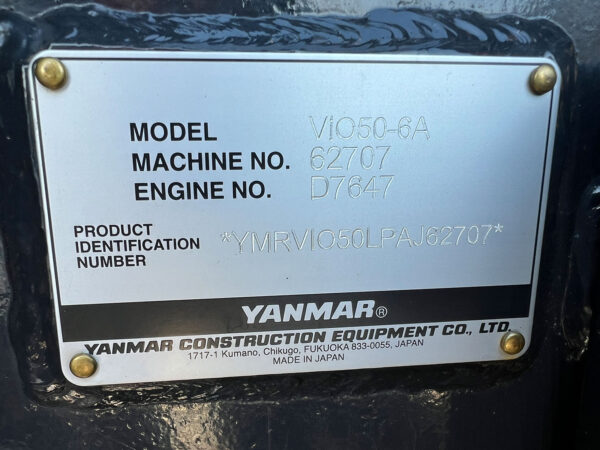 MODEL ViO50-6A
MACHINE NO. 62707
ENGINE NO. D7647
PRODUCT
IDENTIFICATION
NUMBER
*YMRVIO50LPAJ62707*
YANMAR®
YANMAR CONSTRUCTION EQUIPMENT CO., LTD.
1717-1 Kumano, Chikugo, FUKUOKA 833-0055, JAPAN
MADE IN JAPAN